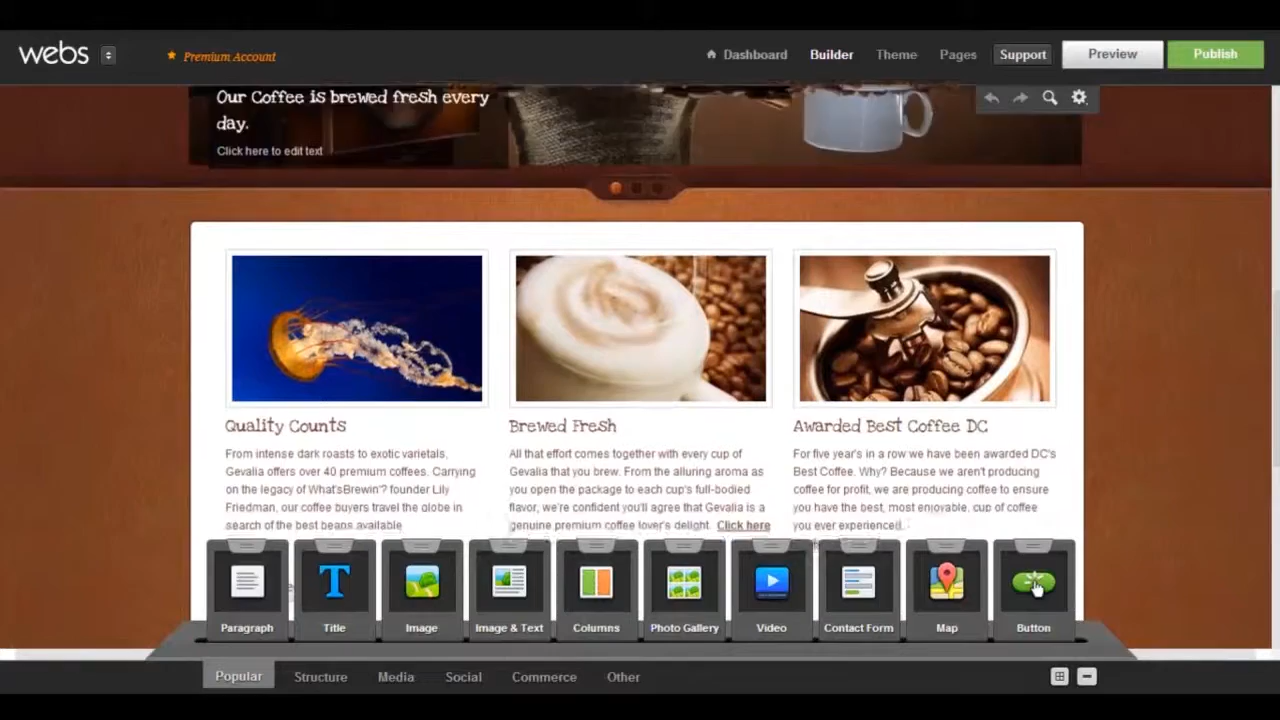 webs
Premium Account
Dashboard Builder Theme Pages Support Preview Publish
Our Coffee is brewed fresh every
day.
Click here to edit text
Quality Counts
From intense dark roasts to exotic varietals,
Gevalia offers over 40 premium coffees. Carrying
on the legacy of What'sBrewin'? founder Lily
Friedman, our coffee buyers travel the globe in
search of the best beans available
Brewed Fresh
All that effort comes together with every cup of
Gevalia that you brew. From the alluring aroma as
you open the package to each cup's full-bodied
flavor, we're confident you'll agree that Gevalia is a
genuine premium coffee lover's delight. Click here
Awarded Best Coffee DC
For five year's in a row we have been awarded DC's
Best Coffee. Why? Because we aren't producing
coffee for profit, we are producing coffee to ensure
you have the best, most enjoyable, cup of coffee
you ever experienced.
Paragraph Title Image Image & Text Columns Photo Gallery Video Contact Form Map Button
Popular Structure Media Social Commerce Other